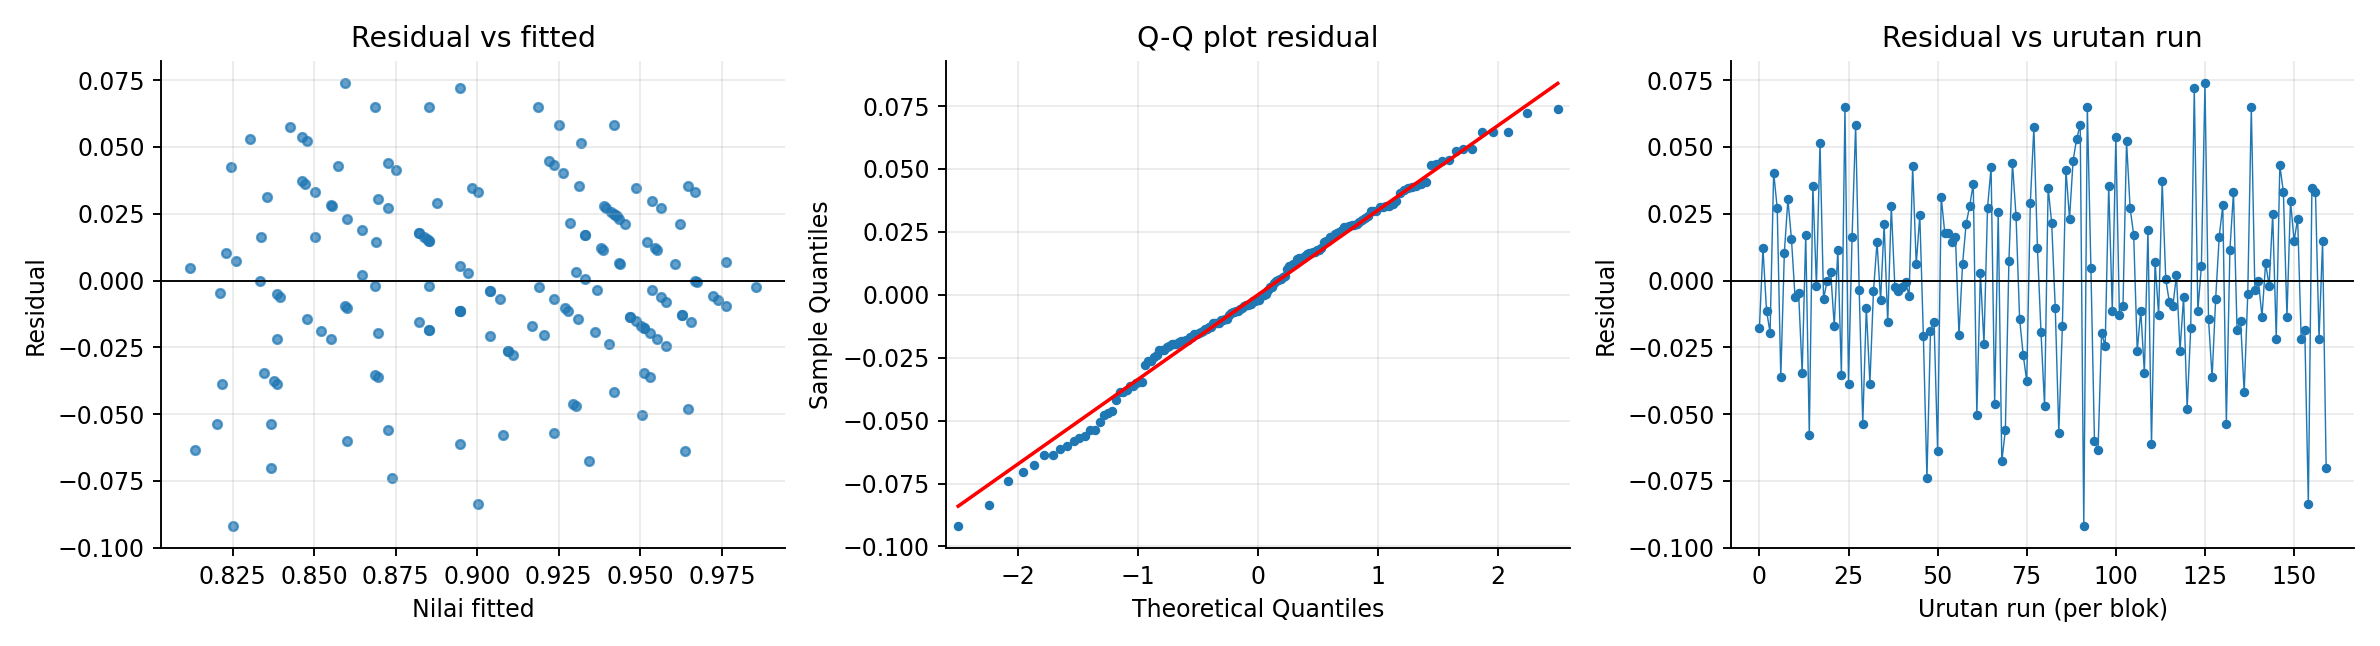 Residual vs fitted
0.075
0.050
0.025
0.000
−0.025
−0.050
−0.075
−0.100
Residual
0.825 0.850 0.875 0.900 0.925 0.950 0.975
Nilai fitted
Q-Q plot residual
0.075
0.050
0.025
0.000
−0.025
−0.050
−0.075
−0.100
Sample Quantiles
−2 −1 0 1 2
Theoretical Quantiles
Residual vs urutan run
0.075
0.050
0.025
0.000
−0.025
−0.050
−0.075
−0.100
Residual
0 25 50 75 100 125 150
Urutan run (per blok)